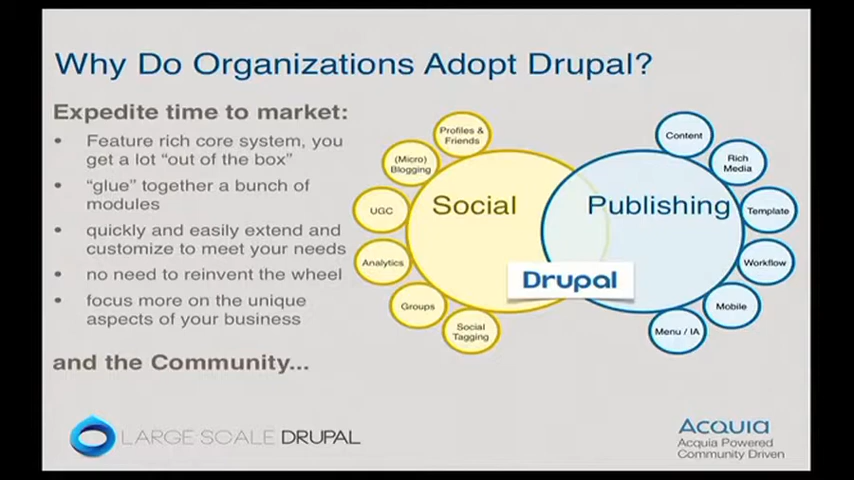 Why Do Organizations Adopt Drupal?
Expedite time to market:
• Feature rich core system, you
get a lot “out of the box”
• “glue” together a bunch of
modules
• quickly and easily extend and
customize to meet your needs
• no need to reinvent the wheel
• focus more on the unique
aspects of your business
and the Community...
Profiles &
Friends
(Micro)
Blogging
UGC
Analytics
Groups
Social
Tagging
Social
Publishing
Drupal
Content
Rich
Media
Template
Workflow
Mobile
Menu / IA
LARGE SCALE DRUPAL
Acquia
Acquia Powered
Community Driven